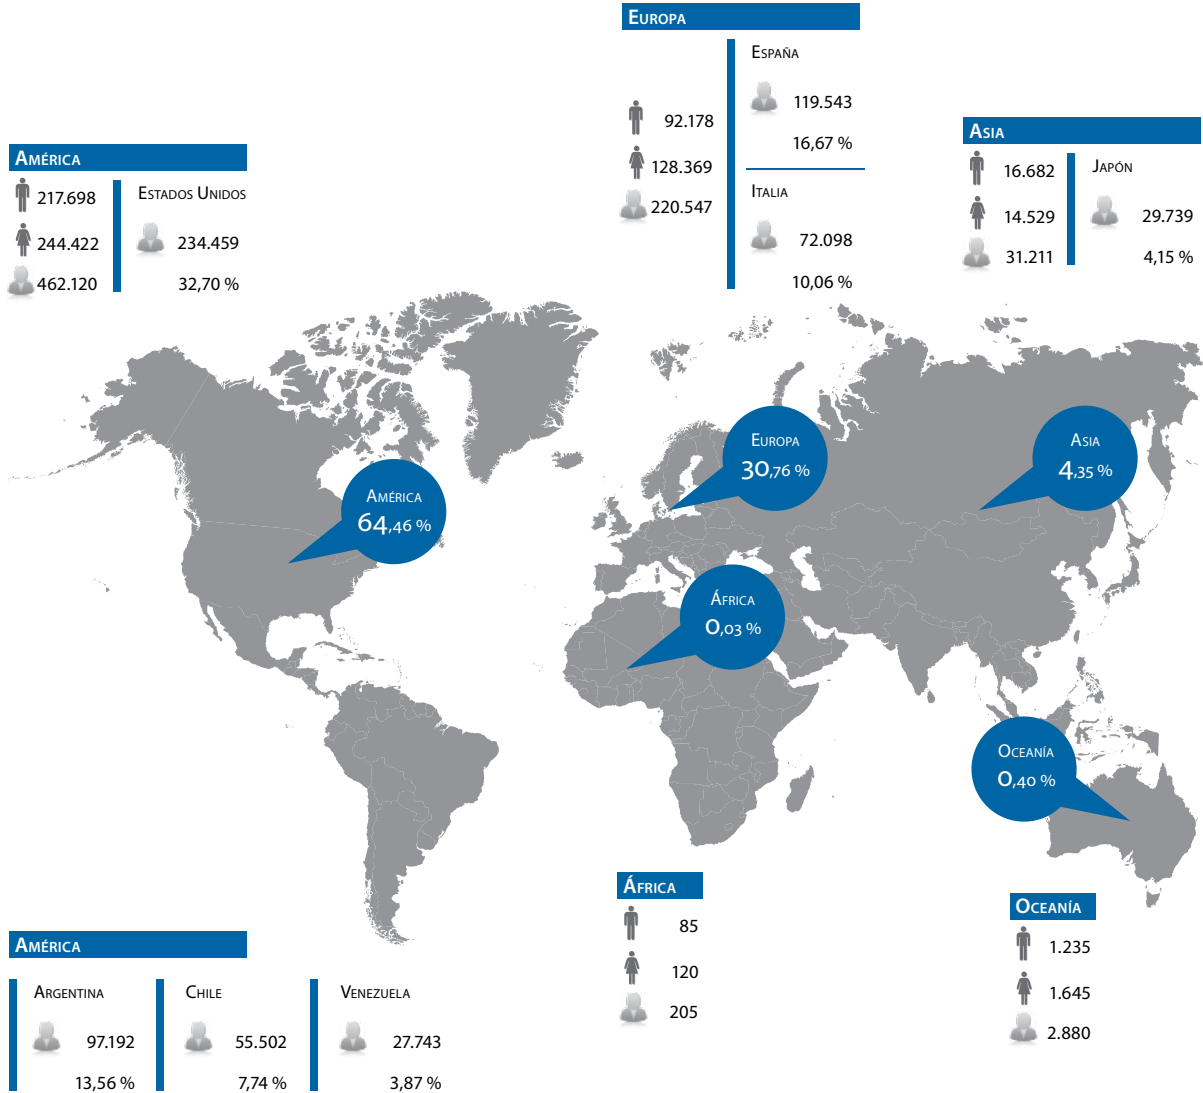 Europa
España
119.543
16,67 %
92.178
128.369
220.547
Italia
72.098
10,06 %
Asia
16.682
14.529
31.211
Japón
29.739
4,15 %
América
217.698
244.422
462.120
Estados Unidos
234.459
32,70 %
Europa
30,76 %
Asia
4,35 %
América
64,46 %
África
0,03 %
Oceanía
0,40 %
África
85
120
205
Oceanía
1.235
1.645
2.880
América
Argentina
97.192
13,56 %
Chile
55.502
7,74 %
Venezuela
27.743
3,87 %